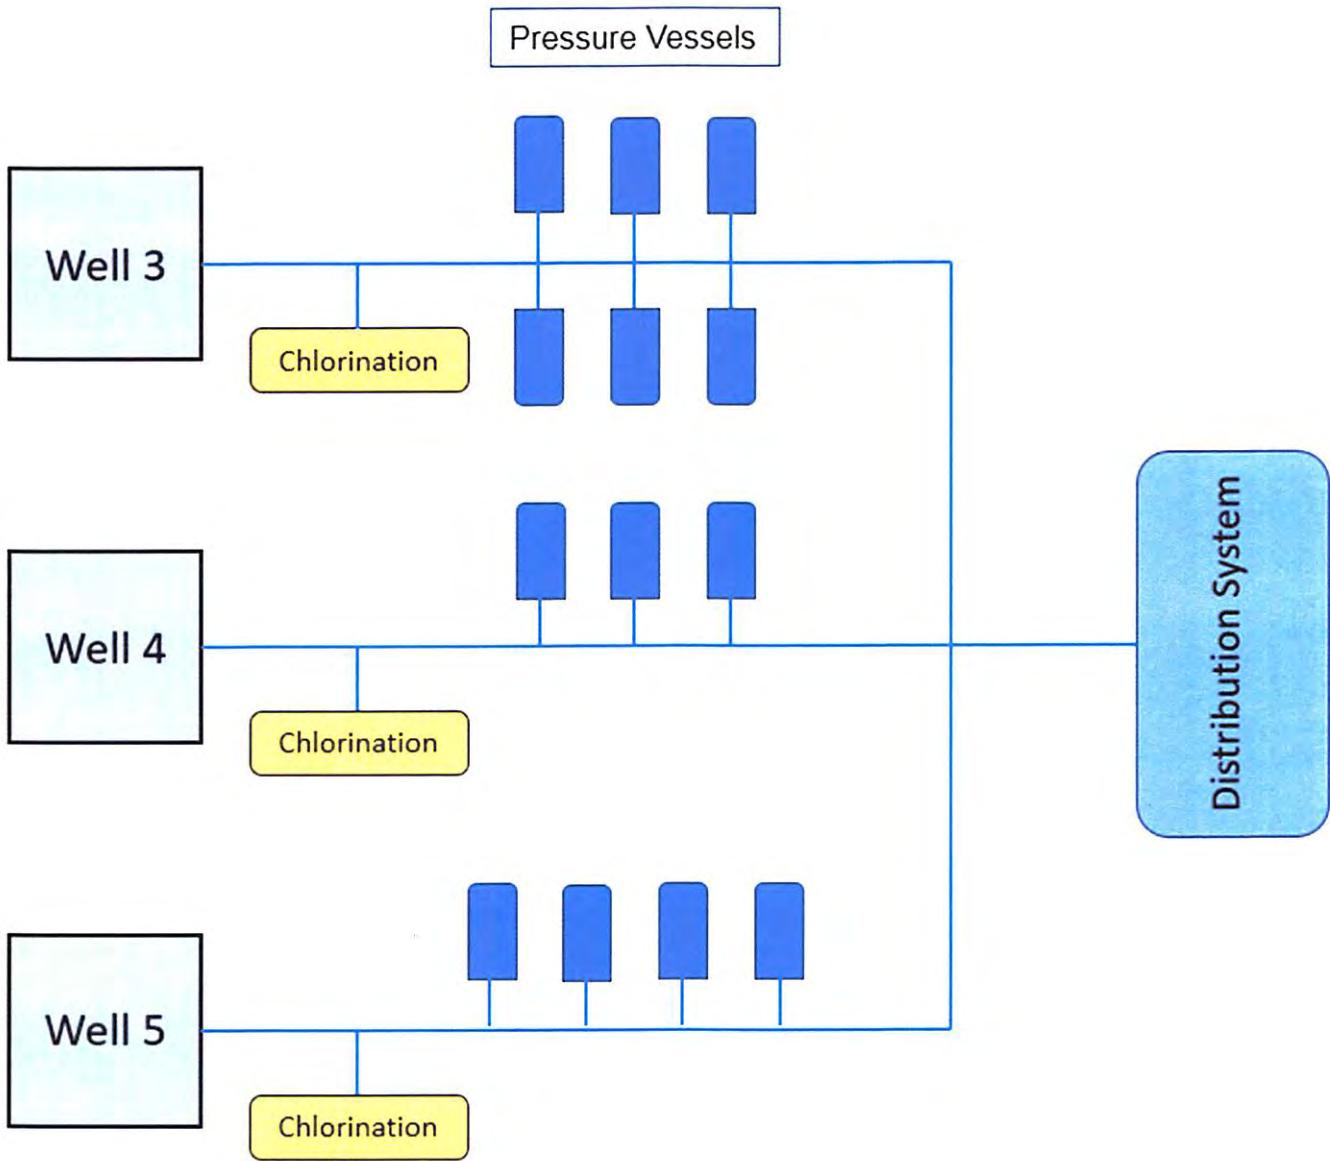 Pressure Vessels
Well 3
Chlorination
Well 4
Chlorination
Distribution System
Well 5
Chlorination